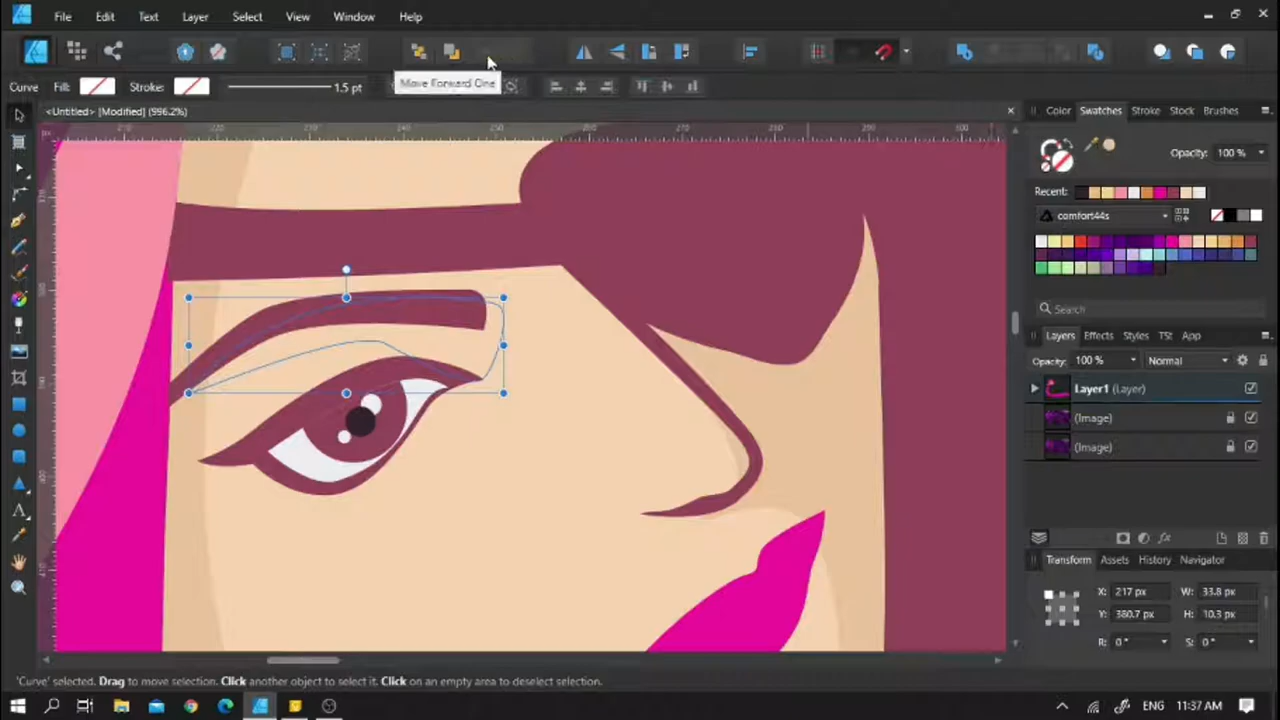 File Edit Text Layer Select View Window Help
Move Forward One
Curve Fill: Stroke: 1.5 pt
<Untitled> [Modified] (996.2%)
Color Swatches Stroke Stock Brushes
Opacity: 100 %
Recent:
comfort44s
Search
Layers Effects Styles TSt App
Opacity: 100 % Normal
Layer1 (Layer)
(Image)
(Image)
Transform Assets History Navigator
X: 217 px W: 33.8 px
Y: 380.7 px H: 10.3 px
R: 0 ° S: 0 °
'Curve' selected. Drag to move selection. Click another object to select it. Click on an empty area to deselect selection.
ENG 11:37 AM